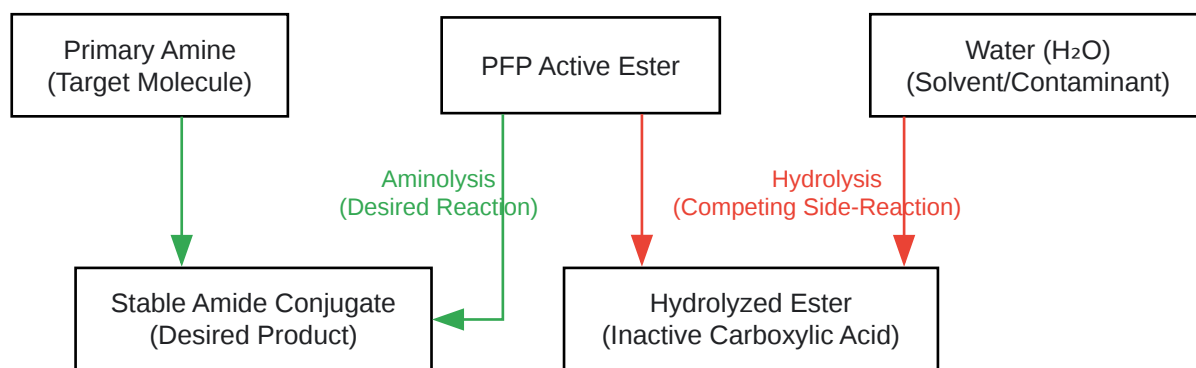 Primary Amine
(Target Molecule)
PFP Active Ester
Water (H₂O)
(Solvent/Contaminant)
Aminolysis
(Desired Reaction)
Hydrolysis
(Competing Side-Reaction)
Stable Amide Conjugate
(Desired Product)
Hydrolyzed Ester
(Inactive Carboxylic Acid)